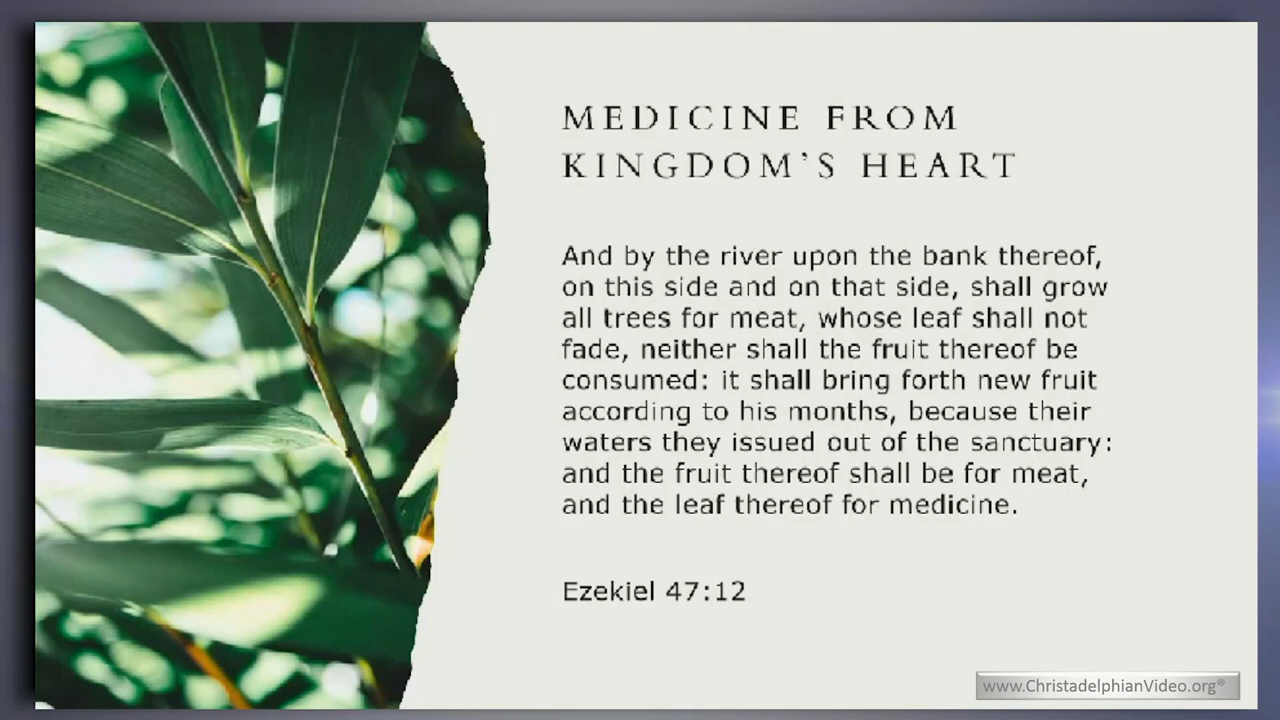 MEDICINE FROM
KINGDOM'S HEART
And by the river upon the bank thereof,
on this side and on that side, shall grow
all trees for meat, whose leaf shall not
fade, neither shall the fruit thereof be
consumed: it shall bring forth new fruit
according to his months, because their
waters they issued out of the sanctuary:
and the fruit thereof shall be for meat,
and the leaf thereof for medicine.
Ezekiel 47:12
www.ChristadelphianVideo.org®